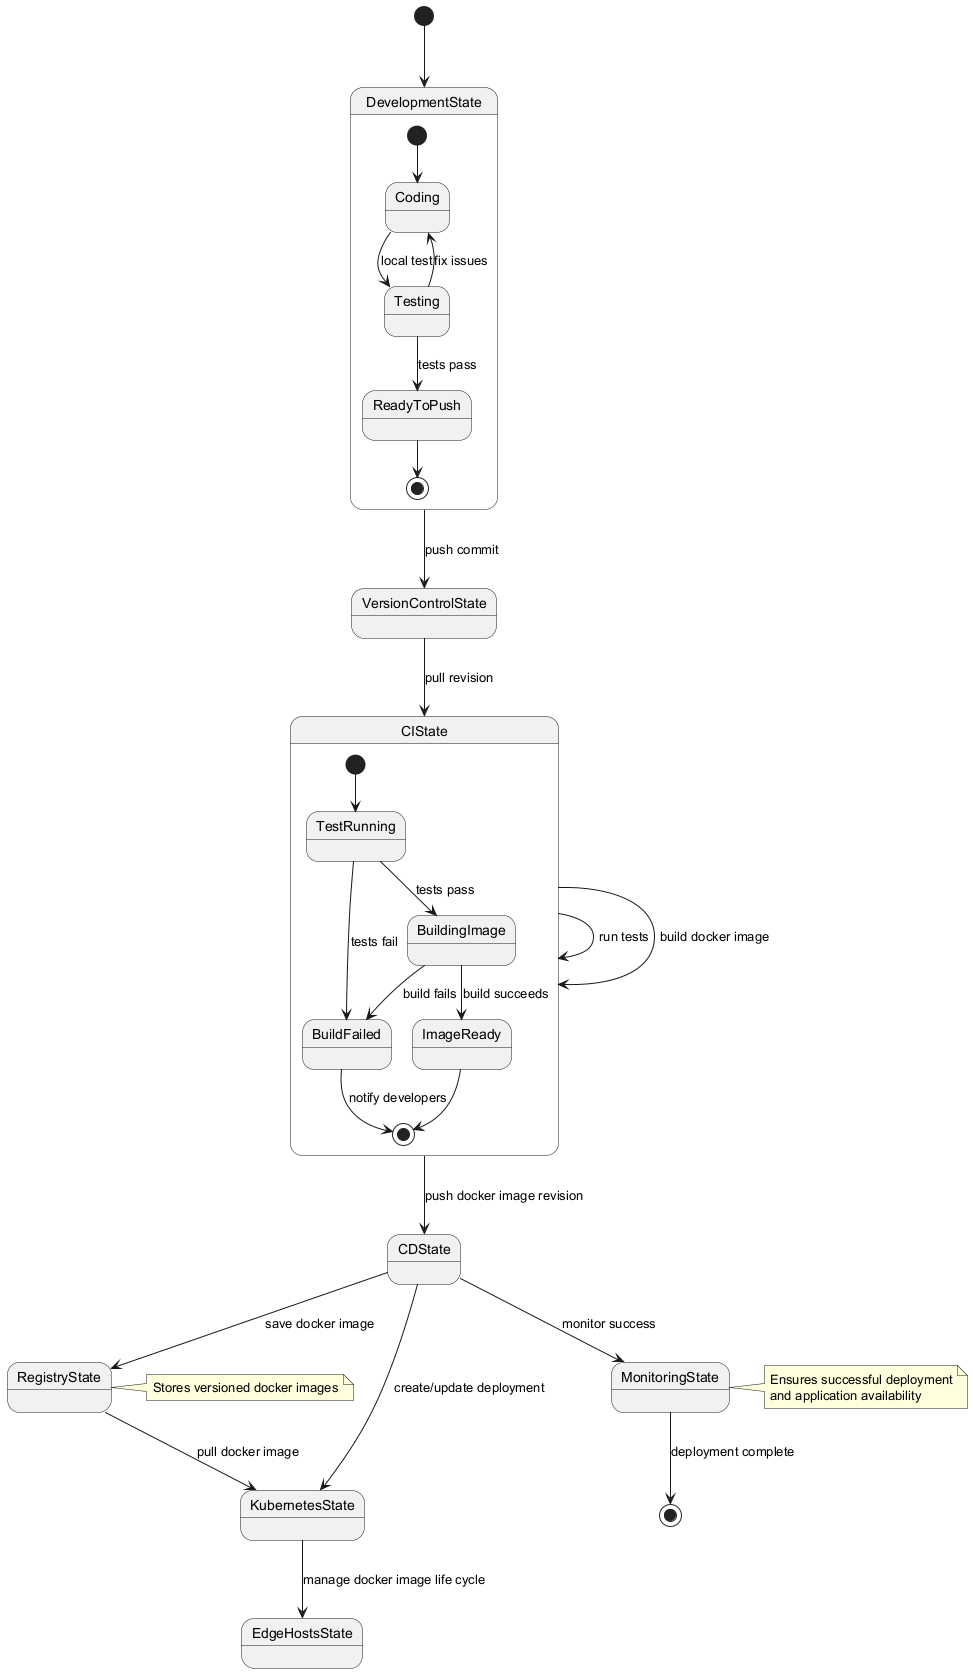 DevelopmentState
Coding
local test
fix issues
Testing
tests pass
ReadyToPush
push commit
VersionControlState
pull revision
CIState
TestRunning
tests pass
BuildingImage
tests fail
run tests
build docker image
build fails
build succeeds
BuildFailed
ImageReady
notify developers
push docker image revision
CDState
save docker image
monitor success
RegistryState
Stores versioned docker images
create/update deployment
MonitoringState
Ensures successful deployment
and application availability
pull docker image
deployment complete
KubernetesState
manage docker image life cycle
EdgeHostsState